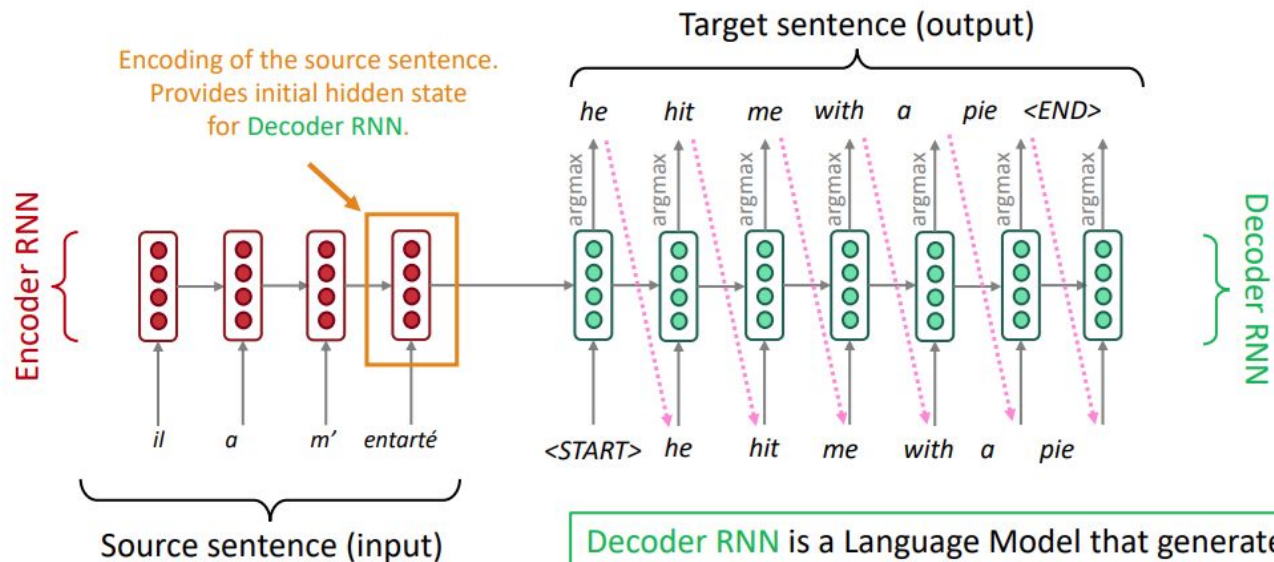 Target sentence (output)
Encoding of the source sentence.
Provides initial hidden state
for Decoder RNN.
he hit me with a pie <END>
argmax argmax argmax argmax argmax argmax argmax
Encoder RNN
Decoder RNN
il a m' entarté
<START> he hit me with a pie
Source sentence (input)
Decoder RNN is a Language Model that generate